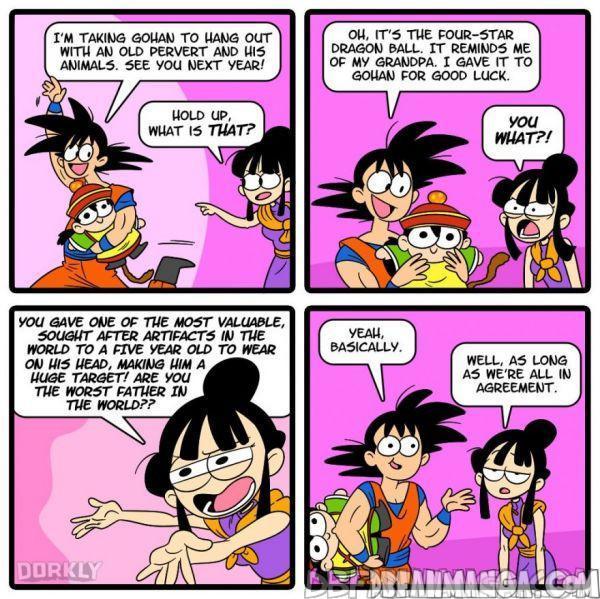 I'M TAKING GOHAN TO HANG OUT
WITH AN OLD PERVERT AND HIS
ANIMALS. SEE YOU NEXT YEAR!
HOLD UP,
WHAT IS THAT?
OH, IT'S THE FOUR-STAR
DRAGON BALL. IT REMINDS ME
OF MY GRANDPA. I GAVE IT TO
GOHAN FOR GOOD LUCK.
YOU
WHAT?!
YOU GAVE ONE OF THE MOST VALUABLE,
SOUGHT AFTER ARTIFACTS IN THE
WORLD TO A FIVE YEAR OLD TO WEAR
ON HIS HEAD, MAKING HIM A
HUGE TARGET! ARE YOU
THE WORST FATHER IN
THE WORLD??
DORKLY
YEAH,
BASICALLY.
WELL, AS LONG
AS WE'RE ALL IN
AGREEMENT.